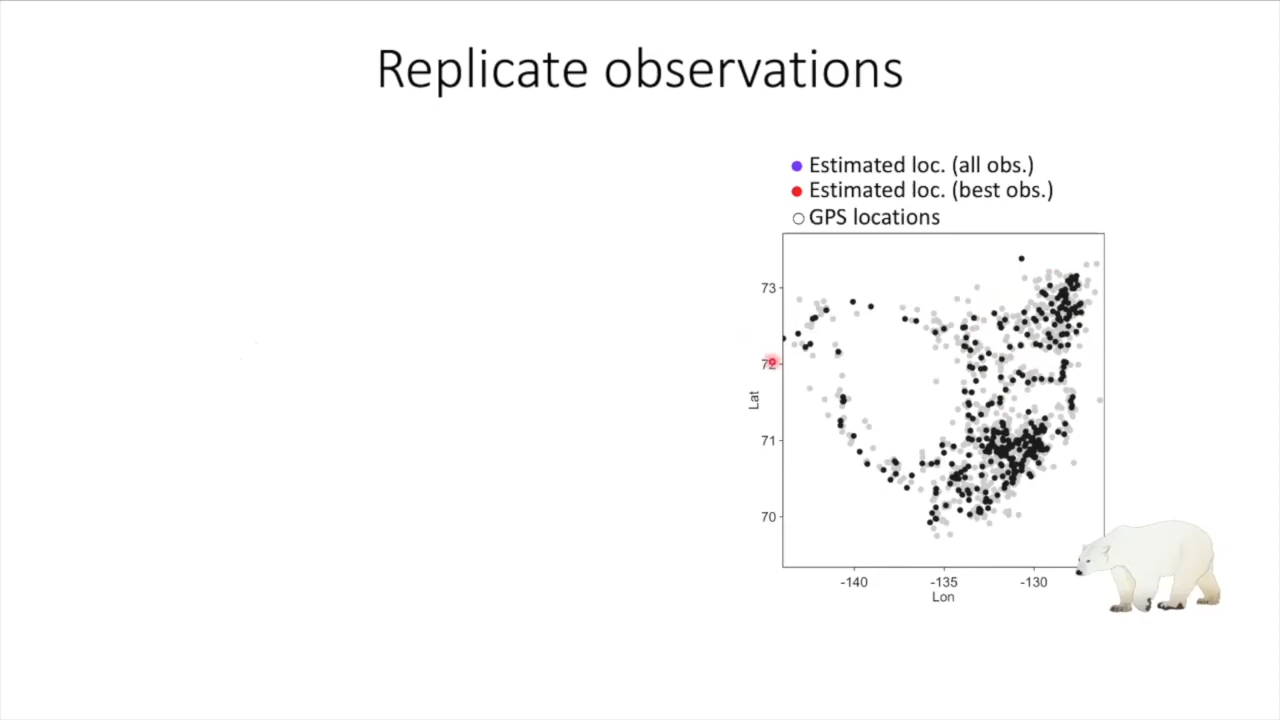 Replicate observations
Estimated loc. (all obs.)
Estimated loc. (best obs.)
GPS locations
73
72
71
70
Lat
-140 -135 -130
Lon